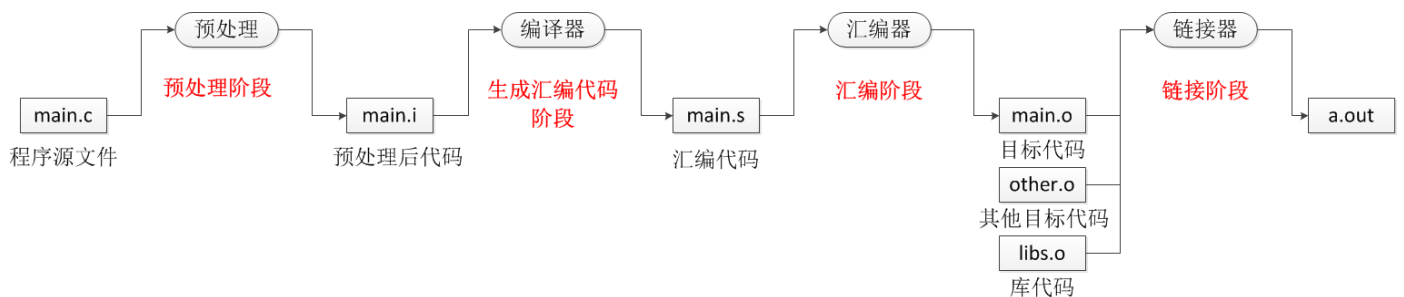 预处理
编译器
汇编器
链接器
预处理阶段
生成汇编代码
阶段
汇编阶段
链接阶段
main.c
main.i
main.s
main.o
a.out
程序源文件
预处理后代码
汇编代码
目标代码
other.o
其他目标代码
libs.o
库代码